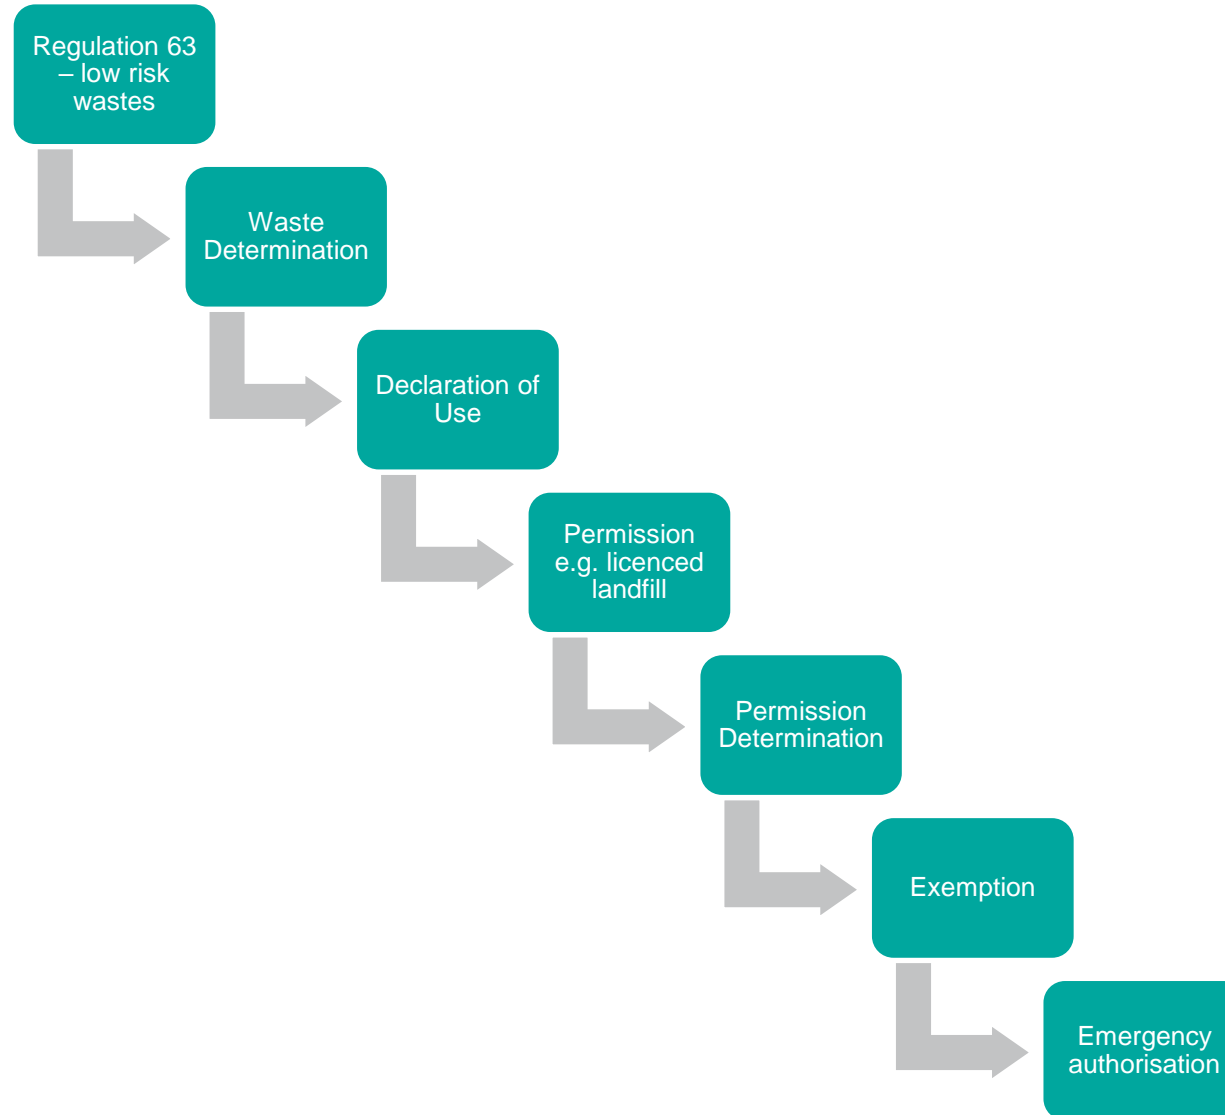 Regulation 63
– low risk
wastes
Waste
Determination
Declaration of
Use
Permission
e.g. licenced
landfill
Permission
Determination
Exemption
Emergency
authorisation